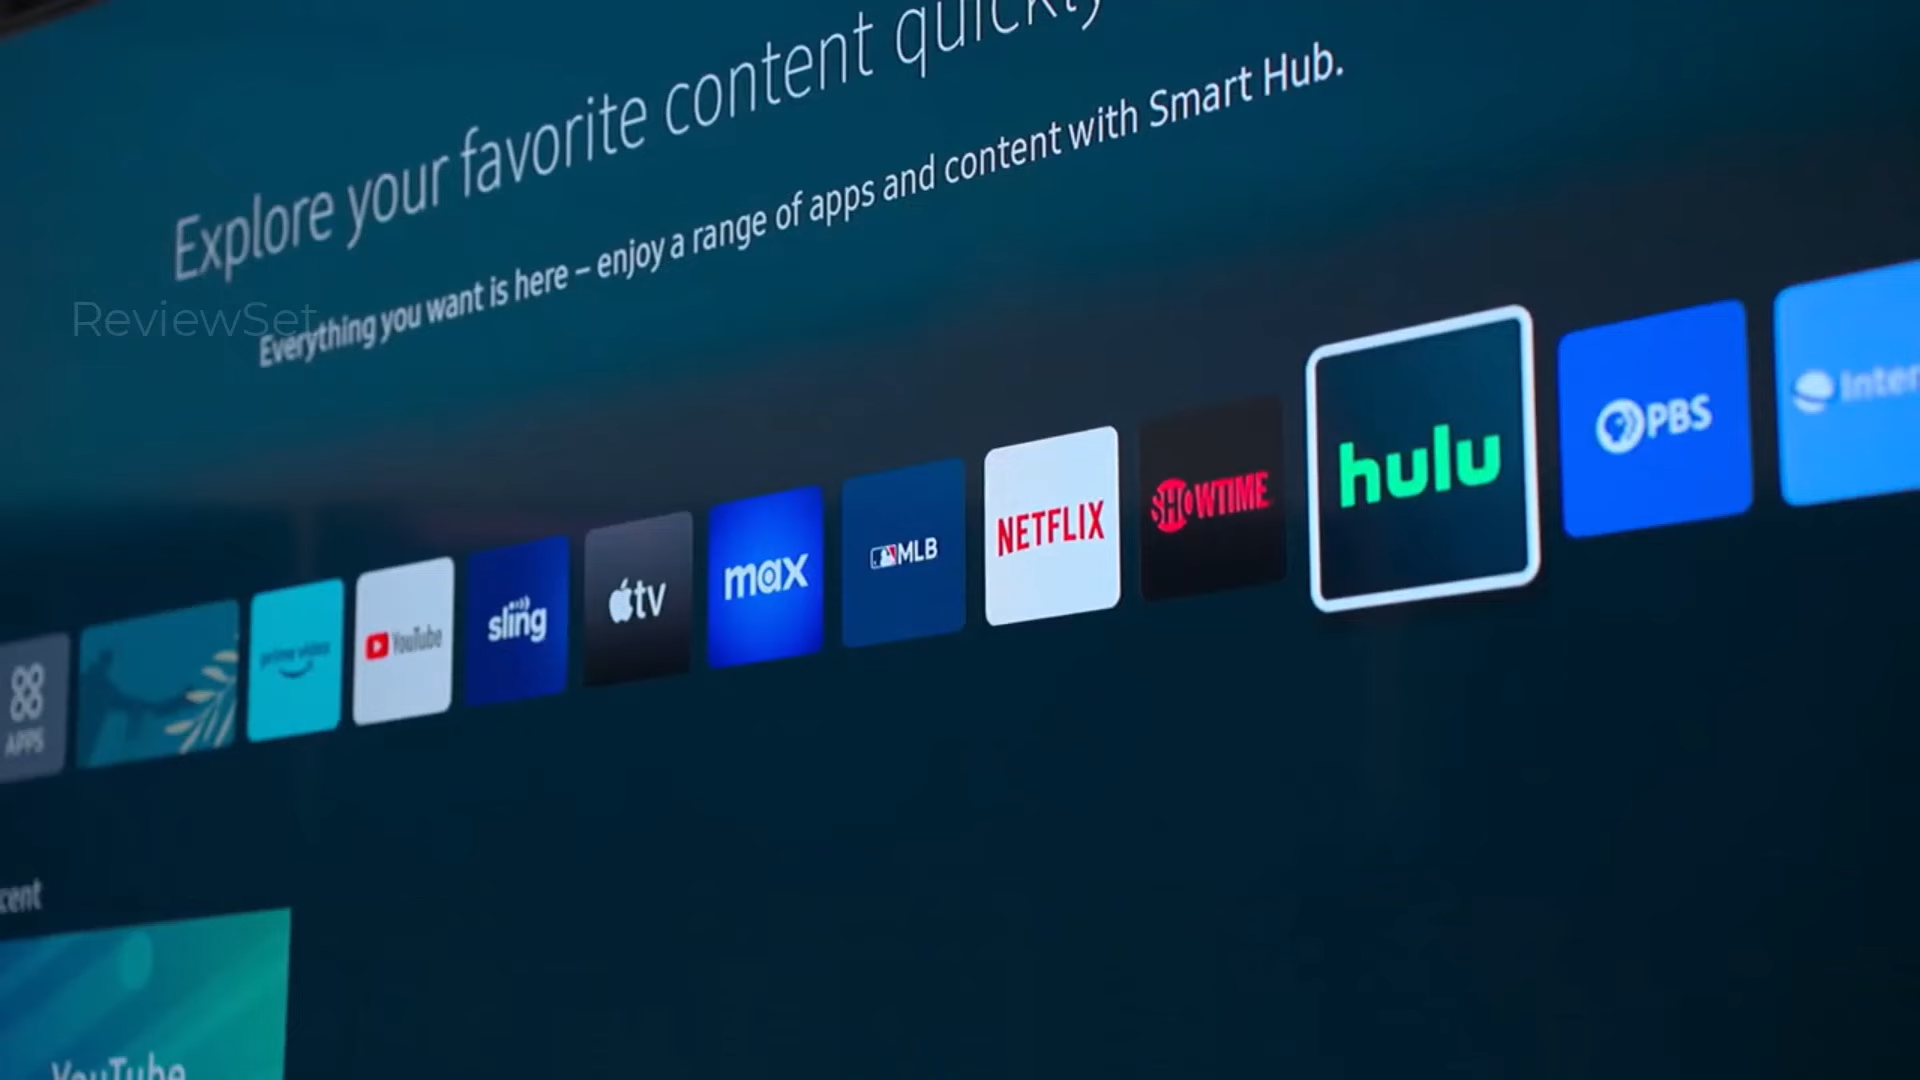 Explore your favorite content quickly
Everything you want is here – enjoy a range of apps and content with Smart Hub.
ReviewSet
APPS
prime video
YouTube
sling
tv
max
MLB
NETFLIX
SHOWTIME
hulu
PBS
Inter
cent
YouTube